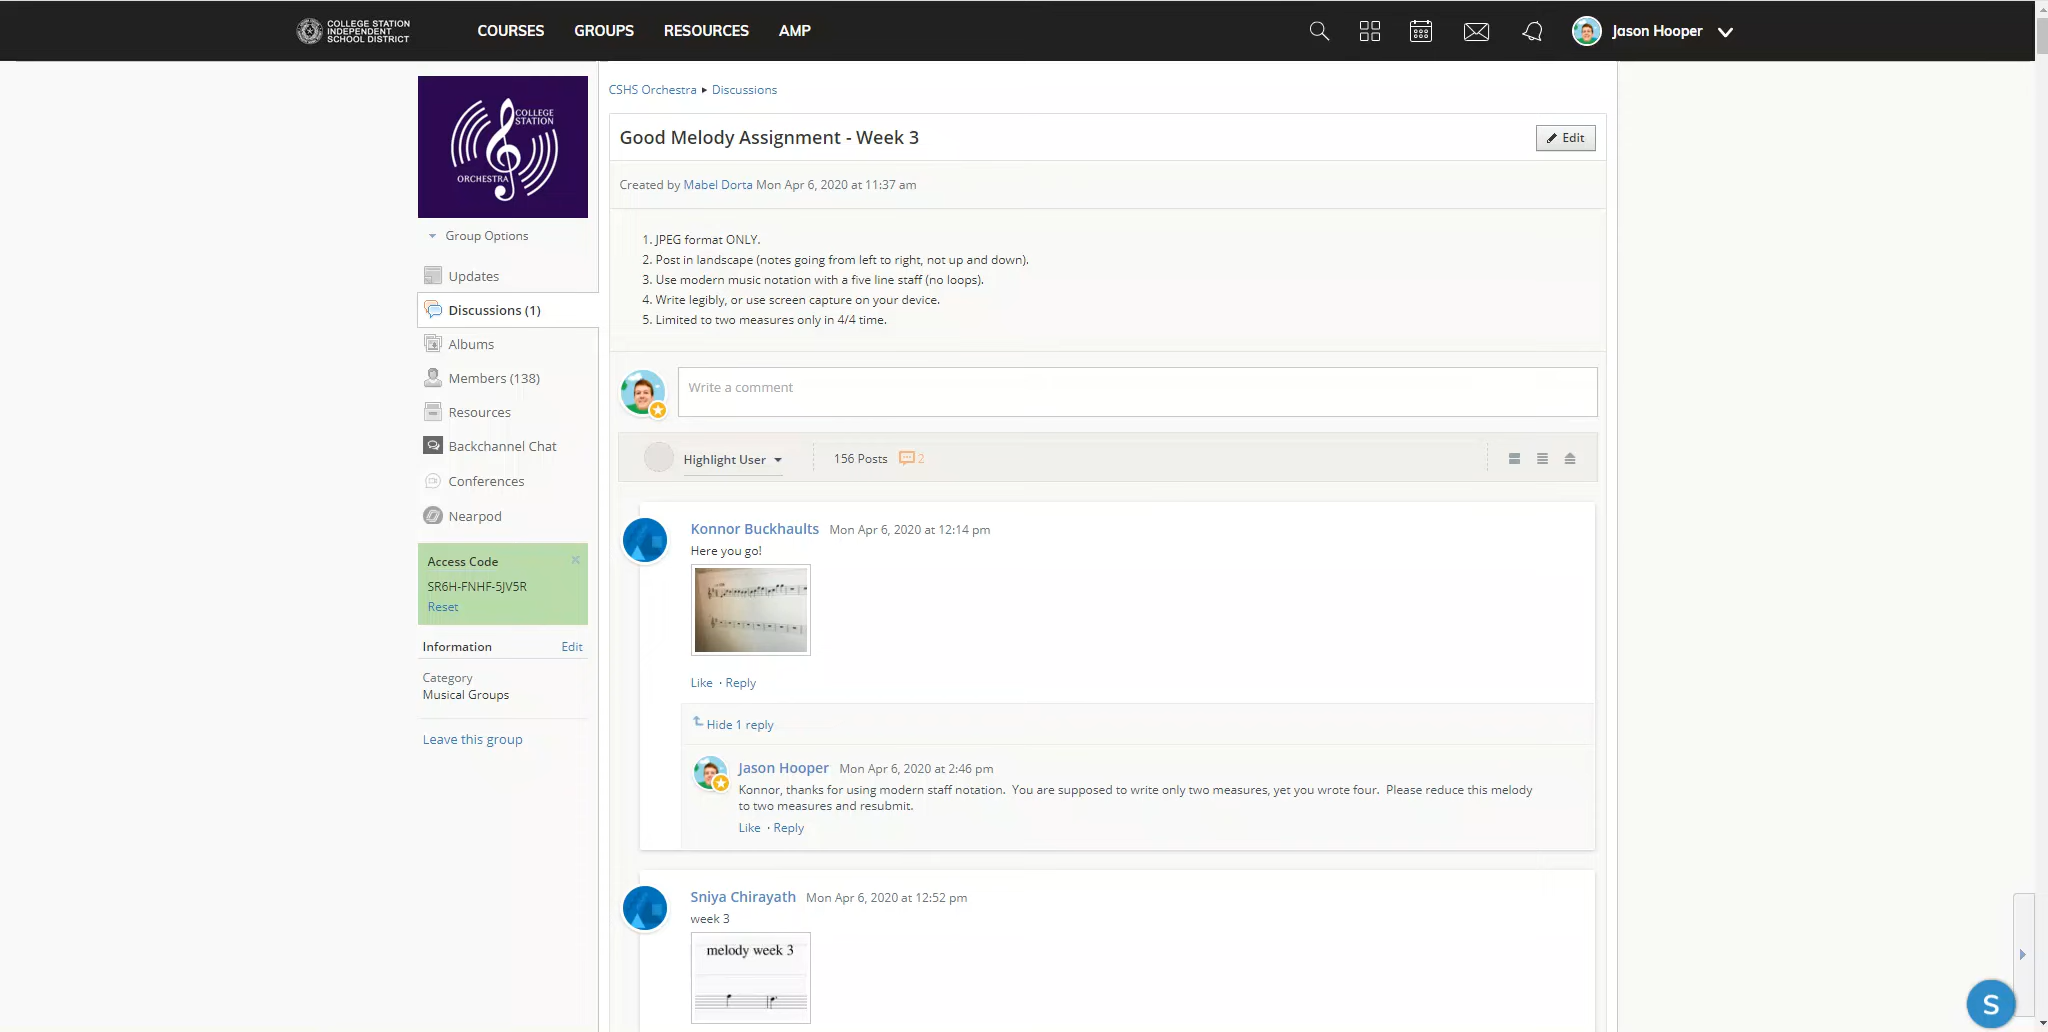 COLLEGE STATION
INDEPENDENT
SCHOOL DISTRICT
COURSES
GROUPS
RESOURCES
AMP
Jason Hooper
COLLEGE
STATION
ORCHESTRA
Group Options
Updates
Discussions (1)
Albums
Members (138)
Resources
Backchannel Chat
Conferences
Nearpod
Access Code
SR6H-FNHF-5JV5R
Reset
Information Edit
Category
Musical Groups
Leave this group
CSHS Orchestra ▸ Discussions
Good Melody Assignment - Week 3
Edit
Created by Mabel Dorta Mon Apr 6, 2020 at 11:37 am
1. JPEG format ONLY.
2. Post in landscape (notes going from left to right, not up and down).
3. Use modern music notation with a five line staff (no loops).
4. Write legibly, or use screen capture on your device.
5. Limited to two measures only in 4/4 time.
Write a comment
Highlight User
156 Posts
2
Konnor Buckhaults Mon Apr 6, 2020 at 12:14 pm
Here you go!
Like · Reply
Hide 1 reply
Jason Hooper Mon Apr 6, 2020 at 2:46 pm
Konnor, thanks for using modern staff notation. You are supposed to write only two measures, yet you wrote four. Please reduce this melody
to two measures and resubmit.
Like · Reply
Sniya Chirayath Mon Apr 6, 2020 at 12:52 pm
week 3
melody week 3
S